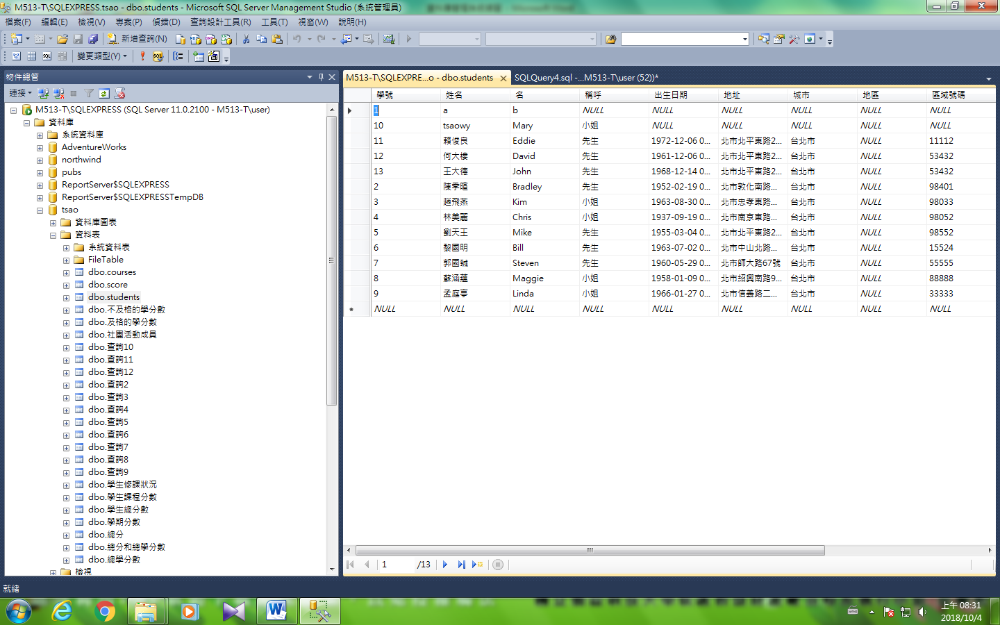 M513-T\SQLEXPRESS.tsao - dbo.students - Microsoft SQL Server Management Studio (系統管理員)
檔案(F) 編輯(E) 檢視(V) 專案(P) 偵錯(D) 查詢設計工具(R) 工具(T) 視窗(W) 說明(H)
新增查詢(N)
變更類型(Y)
物件總管
連接
M513-T\SQLEXPRESS (SQL Server 11.0.2100 - M513-T\user)
資料庫
系統資料庫
AdventureWorks
northwind
pubs
ReportServer$SQLEXPRESS
ReportServer$SQLEXPRESSTempDB
tsao
資料庫圖表
資料表
系統資料表
FileTable
dbo.courses
dbo.score
dbo.students
dbo.不及格的學分數
dbo.及格的學分數
dbo.社團活動成員
dbo.查詢10
dbo.查詢11
dbo.查詢12
dbo.查詢2
dbo.查詢3
dbo.查詢4
dbo.查詢5
dbo.查詢6
dbo.查詢7
dbo.查詢8
dbo.查詢9
dbo.學生修課狀況
dbo.學生課程分數
dbo.學生總分數
dbo.學期分數
dbo.總分
dbo.總分和總學分數
dbo.總學分數
檢視
M513-T\SQLEXPRE...o - dbo.students SQLQuery4.sql -...M513-T\user (52))*
學號 姓名 名 稱呼 出生日期 地址 城市 地區 區域號碼
1 a b NULL NULL NULL NULL NULL NULL
10 tsaowy Mary 小姐 NULL NULL NULL NULL NULL
11 賴俊良 Eddie 先生 1972-12-06 0... 北市北平東路2... 台北市 NULL 11112
12 何大樓 David 先生 1961-12-06 0... 北市北平東路2... 台北市 NULL 53432
13 王大德 John 先生 1968-12-14 0... 北市北平東路2... 台北市 NULL 53432
2 陳季暄 Bradley 先生 1952-02-19 0... 北市敦化南路... 台北市 NULL 98401
3 趙飛燕 Kim 小姐 1963-08-30 0... 北市忠孝東路... 台北市 NULL 98033
4 林美麗 Chris 小姐 1937-09-19 0... 北市南京東路... 台北市 NULL 98052
5 劉天王 Mike 先生 1955-03-04 0... 北市北平東路2... 台北市 NULL 98552
6 黎國明 Bill 先生 1963-07-02 0... 北市中山北路... 台北市 NULL 15524
7 郭國臹 Steven 先生 1960-05-29 0... 北市師大路67號 台北市 NULL 55555
8 蘇涵蘊 Maggie 小姐 1958-01-09 0... 北市紹興南路9... 台北市 NULL 88888
9 孟庭亭 Linda 小姐 1966-01-27 0... 北市信義路二... 台北市 NULL 33333
NULL NULL NULL NULL NULL NULL NULL NULL NULL
1 /13
就緒
上午 08:31
2018/10/4